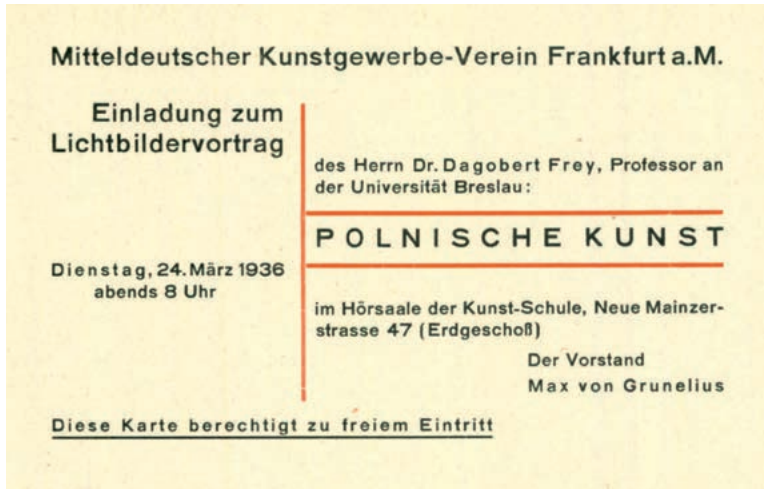 Mitteldeutscher Kunstgewerbe-Verein Frankfurt a.M.
Einladung zum
Lichtbildervortrag
des Herrn Dr. Dagobert Frey, Professor an
der Universität Breslau:
POLNISCHE KUNST
Dienstag, 24. März 1936
abends 8 Uhr
im Hörsaale der Kunst-Schule, Neue Mainzer-
strasse 47 (Erdgeschoß)
Der Vorstand
Max von Grunelius
Diese Karte berechtigt zu freiem Eintritt